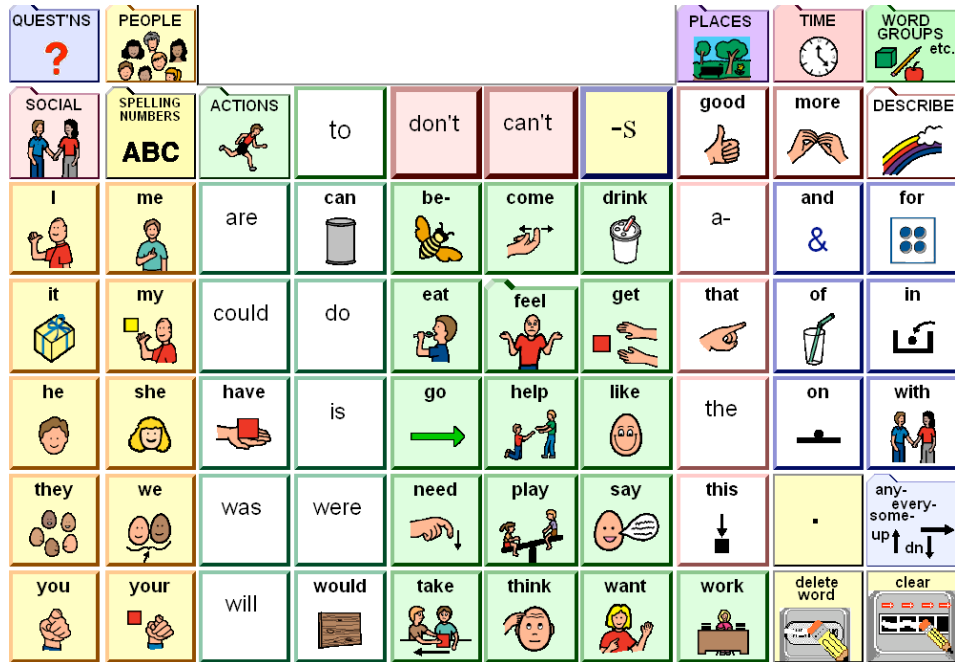 QUEST'NS
PEOPLE
PLACES
TIME
WORD
GROUPS
etc.
SOCIAL
SPELLING
NUMBERS
ABC
ACTIONS
to
don't
can't
-s
good
more
DESCRIBE
I
me
are
can
be-
come
drink
a-
and
&
for
it
my
could
do
eat
feel
get
that
of
in
he
she
have
is
go
help
like
the
on
with
they
we
was
were
need
play
say
this
.
any-
every-
some-
up
dn
you
your
will
would
take
think
want
work
delete
word
clear